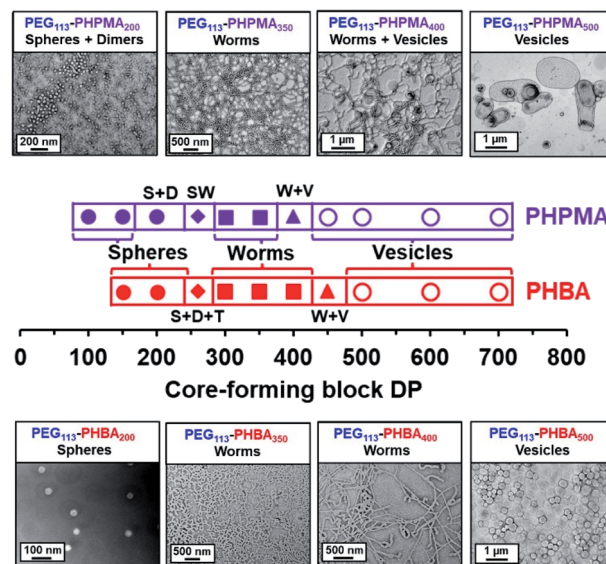 PEG113-PHPMA200
Spheres + Dimers
200 nm
PEG113-PHPMA350
Worms
500 nm
PEG113-PHPMA400
Worms + Vesicles
1 µm
PEG113-PHPMA500
Vesicles
1 µm
S+D SW W+V
PHPMA
Spheres Worms Vesicles
PHBA
S+D+T W+V
0 100 200 300 400 500 600 700 800
Core-forming block DP
PEG113-PHBA200
Spheres
100 nm
PEG113-PHBA350
Worms
500 nm
PEG113-PHBA400
Worms
500 nm
PEG113-PHBA500
Vesicles
1 µm